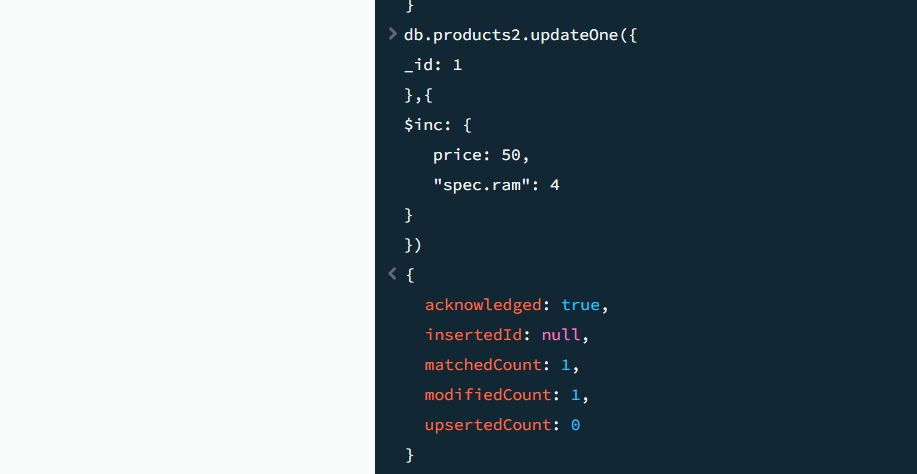 }
> db.products2.updateOne({
_id: 1
},{
$inc: {
price: 50,
"spec.ram": 4
}
})
< {
acknowledged: true,
insertedId: null,
matchedCount: 1,
modifiedCount: 1,
upsertedCount: 0
}